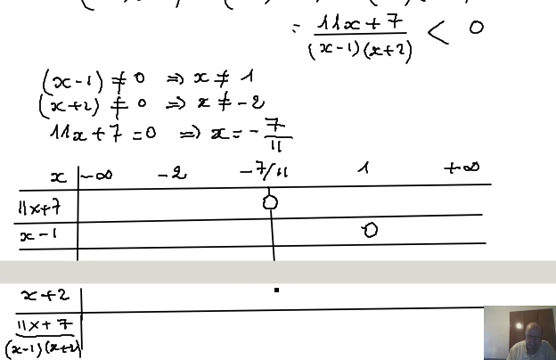 = 11x+7 / (x-1)(x+2) < 0
(x-1) ≠ 0 ⇒ x ≠ 1
(x+2) ≠ 0 ⇒ x ≠ -2
11x+7=0 ⇒ x = -7/11
x -∞ -2 -7/11 1 +∞
11x+7 0
x-1 0
x+2
11x+7
(x-1)(x+2)